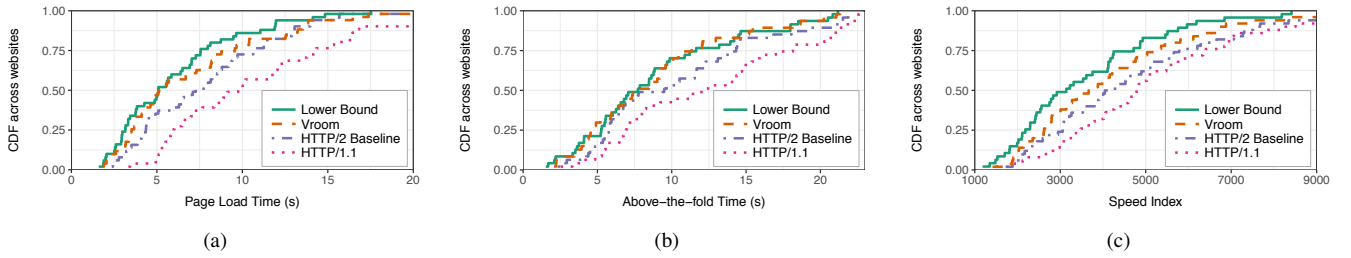 CDF across websites
1.00
0.75
0.50
0.25
0.00
Lower Bound
Vroom
HTTP/2 Baseline
HTTP/1.1
0 5 10 15 20
Page Load Time (s)
(a)
CDF across websites
1.00
0.75
0.50
0.25
0.00
Lower Bound
Vroom
HTTP/2 Baseline
HTTP/1.1
0 5 10 15 20
Above−the−fold Time (s)
(b)
CDF across websites
1.00
0.75
0.50
0.25
0.00
Lower Bound
Vroom
HTTP/2 Baseline
HTTP/1.1
1000 3000 5000 7000 9000
Speed Index
(c)